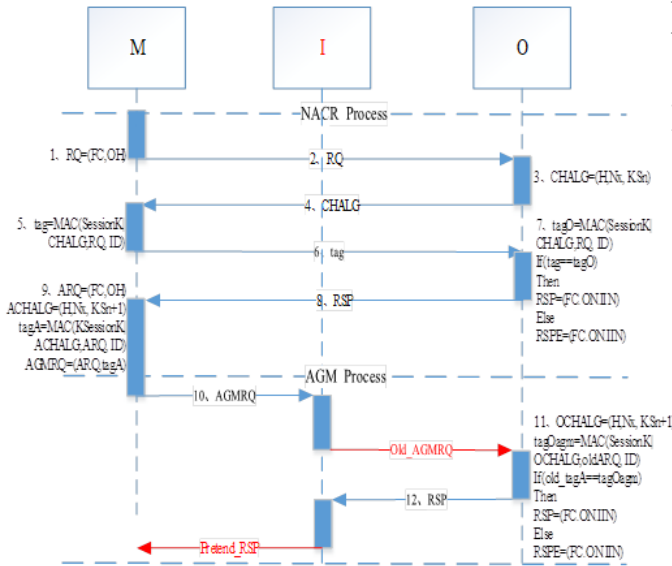 M
I
O
NACR Process
1、RQ=(FC,OH)
2、RQ
3、CHALG=(H,Nx, KSn)
4、CHALG
5、tag=MAC(SessionK
CHALG,RQ, ID)
6、tag
7、tagO=MAC(SessionK
CHALG,RQ, ID)
If(tag==tagO)
Then
RSP=(FC.ON.IIN)
Else
RSPE=(FC.ON.IIN)
8、RSP
9、ARQ=(FC,OH)
ACHALG=(H,Nx, KSn+1)
tagA=MAC(KSessionK
ACHALG,ARQ, ID)
AGMRQ=(ARQ,tagA)
AGM Process
10、AGMRQ
Old_AGMRQ
11、OCHALG=(H,Nx, KSn+1
tagOagm=MAC(SessionK
OCHALG,oldARQ, ID)
If(old_tagA==tagOagm)
Then
RSP=(FC.ON.IIN)
Else
RSPE=(FC.ON.IIN)
12、RSP
Pretend_RSP